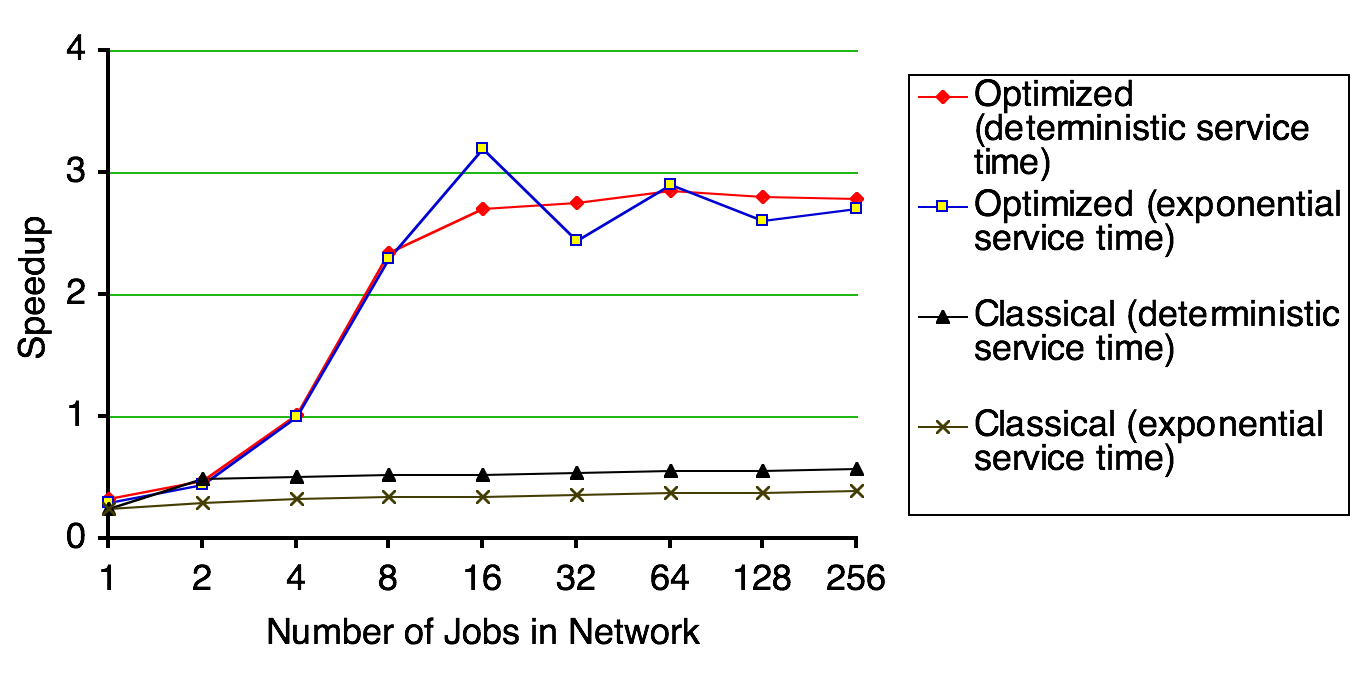 4
3
2
1
0
Speedup
1 2 4 8 16 32 64 128 256
Number of Jobs in Network
Optimized
(deterministic service
time)
Optimized (exponential
service time)
Classical (deterministic
service time)
Classical (exponential
service time)